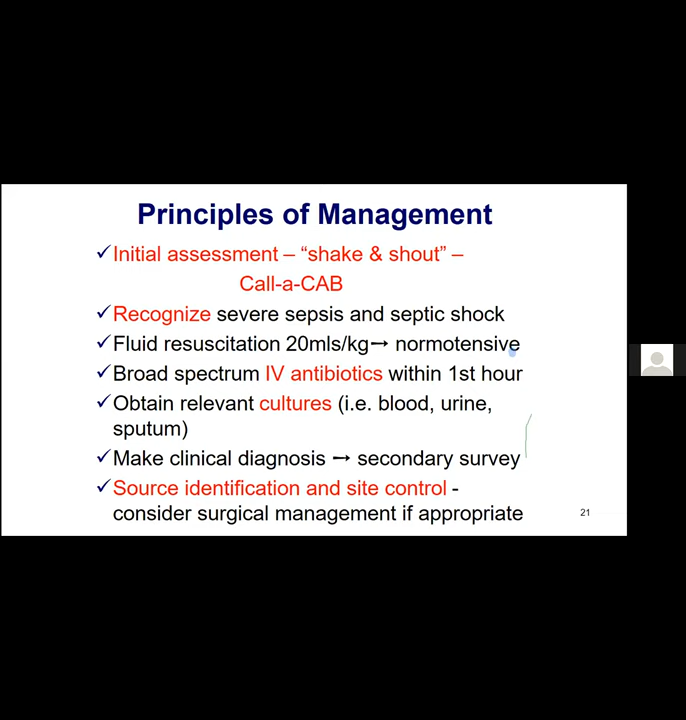 Principles of Management
✓Initial assessment – “shake & shout” –
Call-a-CAB
✓Recognize severe sepsis and septic shock
✓Fluid resuscitation 20mls/kg→ normotensive
✓Broad spectrum IV antibiotics within 1st hour
✓Obtain relevant cultures (i.e. blood, urine,
sputum)
✓Make clinical diagnosis → secondary survey
✓Source identification and site control -
consider surgical management if appropriate
21